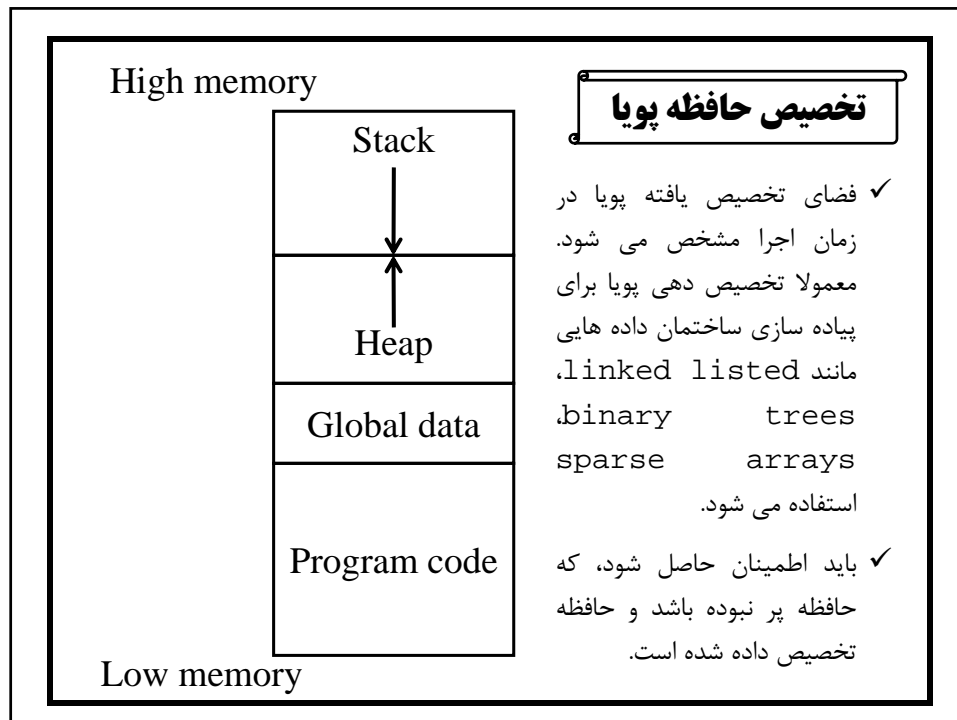 تخصیص حافظه پویا
فضای تخصیص یافته پویا در
زمان اجرا مشخص می شود.
معمولا تخصیص دهی پویا برای
پیاده سازی ساختمان داده هایی
مانند linked listed،
binary trees،
sparse arrays
استفاده می شود.
باید اطمینان حاصل شود، که
حافظه پر نبوده باشد و حافظه
تخصیص داده شده است.
High memory
Stack
Heap
Global data
Program code
Low memory